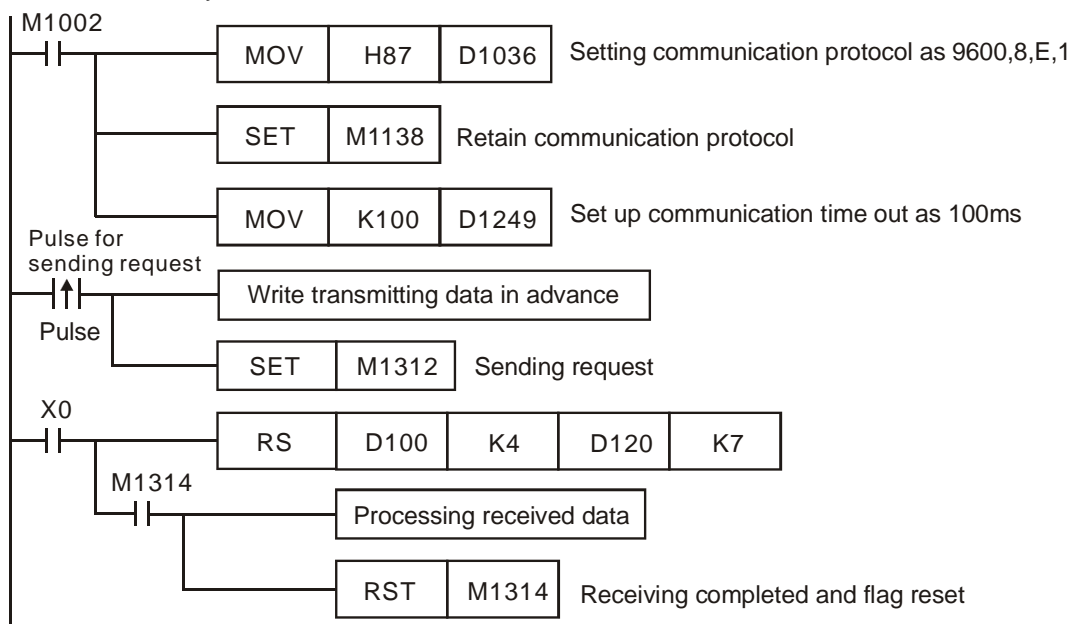 M1002
MOV H87 D1036 Setting communication protocol as 9600,8,E,1
SET M1138 Retain communication protocol
MOV K100 D1249 Set up communication time out as 100ms
Pulse for
sending request
Write transmitting data in advance
Pulse
SET M1312 Sending request
X0
RS D100 K4 D120 K7
M1314
Processing received data
RST M1314 Receiving completed and flag reset